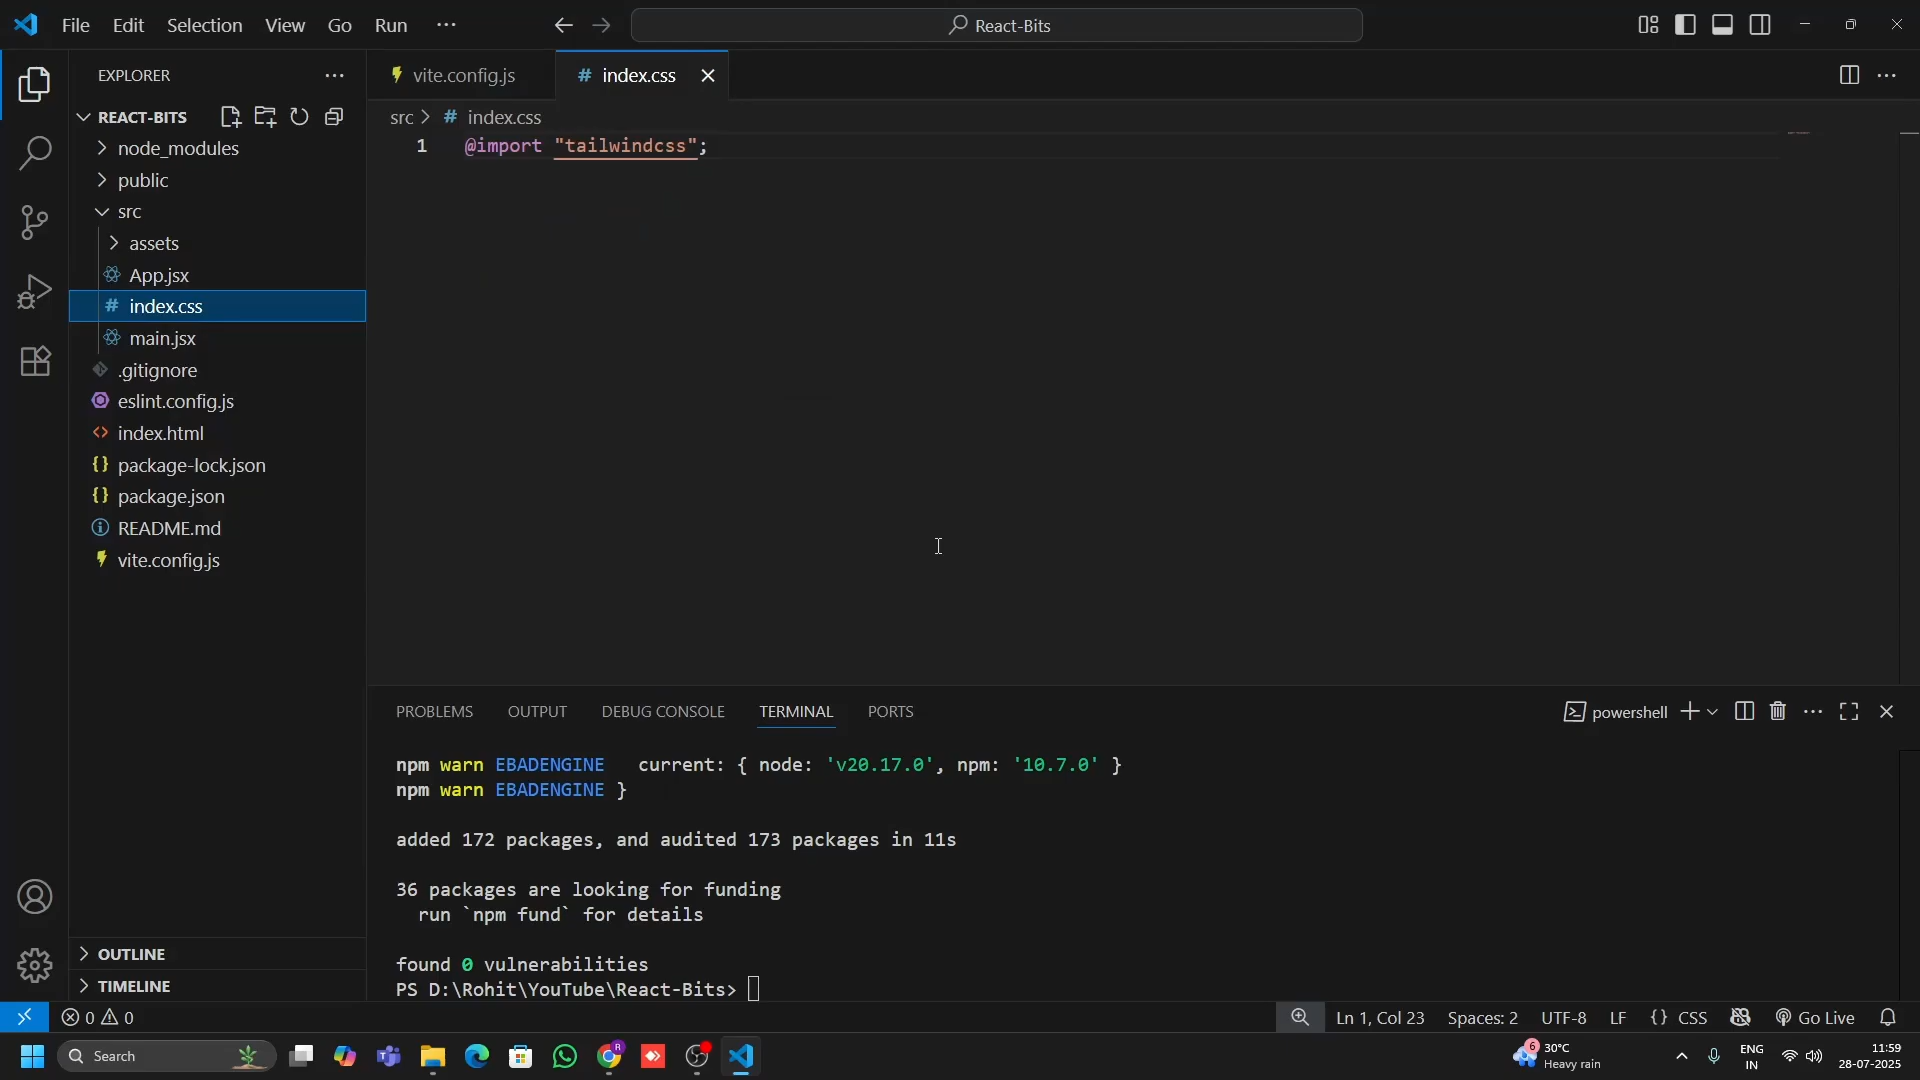 File Edit Selection View Go Run ··· React-Bits
EXPLORER ···
REACT-BITS
node_modules
public
src
assets
App.jsx
# index.css
main.jsx
.gitignore
eslint.config.js
<> index.html
{} package-lock.json
{} package.json
README.md
vite.config.js
OUTLINE
TIMELINE
vite.config.js # index.css
src > # index.css
1 @import "tailwindcss";
PROBLEMS OUTPUT DEBUG CONSOLE TERMINAL PORTS powershell
npm warn EBADENGINE   current: { node: 'v20.17.0', npm: '10.7.0' }
npm warn EBADENGINE }
added 172 packages, and audited 173 packages in 11s
36 packages are looking for funding
run `npm fund` for details
found 0 vulnerabilities
PS D:\Rohit\YouTube\React-Bits>
0 0 Ln 1, Col 23 Spaces: 2 UTF-8 LF {} CSS Go Live
Search R 6 30°C ENG 11:59
Heavy rain IN 28-07-2025